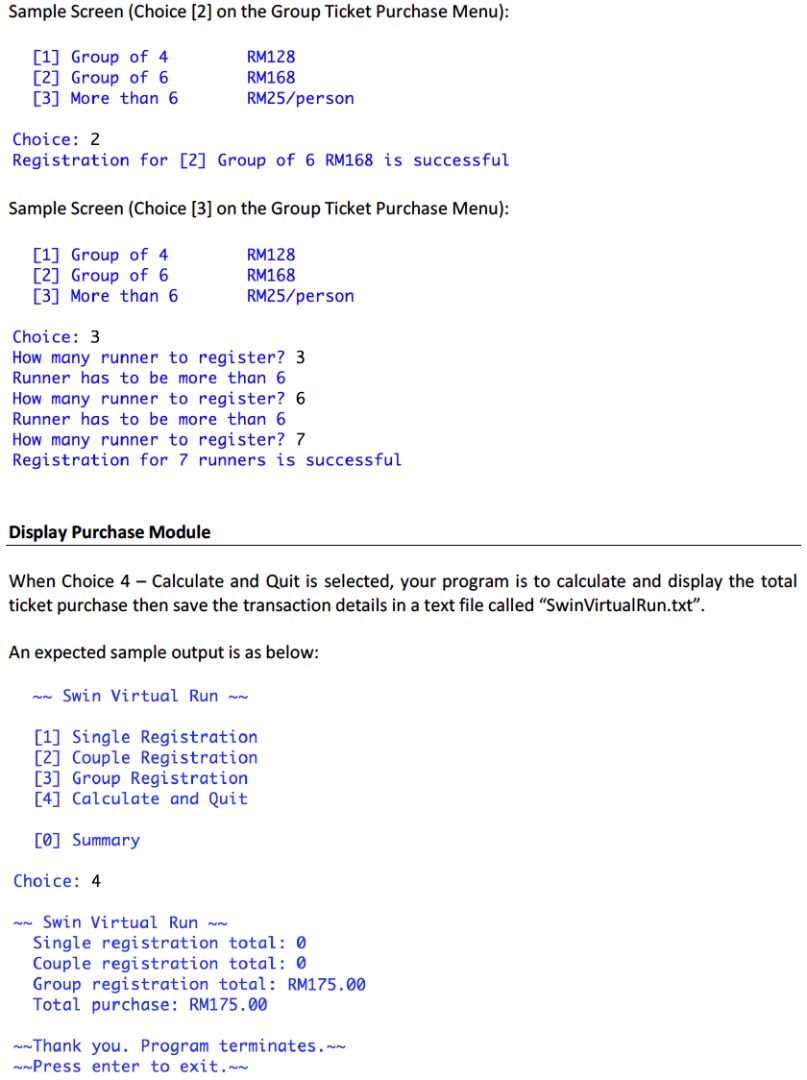 Sample Screen (Choice [2] on the Group Ticket Purchase Menu):
[1] Group of 4 RM128
[2] Group of 6 RM168
[3] More than 6 RM25/person
Choice: 2
Registration for [2] Group of 6 RM168 is successful
Sample Screen (Choice [3] on the Group Ticket Purchase Menu):
[1] Group of 4 RM128
[2] Group of 6 RM168
[3] More than 6 RM25/person
Choice: 3
How many runner to register? 3
Runner has to be more than 6
How many runner to register? 6
Runner has to be more than 6
How many runner to register? 7
Registration for 7 runners is successful
Display Purchase Module
When Choice 4 – Calculate and Quit is selected, your program is to calculate and display the total
ticket purchase then save the transaction details in a text file called “SwinVirtualRun.txt”.
An expected sample output is as below:
~~ Swin Virtual Run ~~
[1] Single Registration
[2] Couple Registration
[3] Group Registration
[4] Calculate and Quit
[0] Summary
Choice: 4
~~ Swin Virtual Run ~~
Single registration total: 0
Couple registration total: 0
Group registration total: RM175.00
Total purchase: RM175.00
~~Thank you. Program terminates.~~
~~Press enter to exit.~~